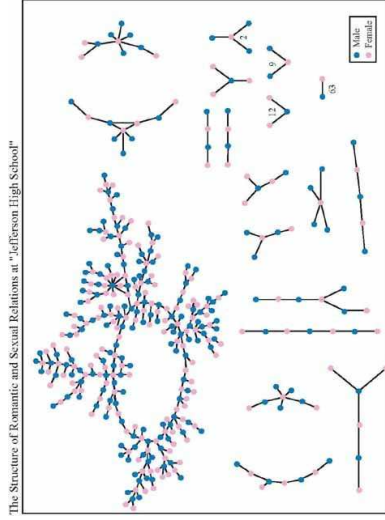 The Structure of Romantic and Sexual Relations at "Jefferson High School"
2
12
9
63
Male
Female